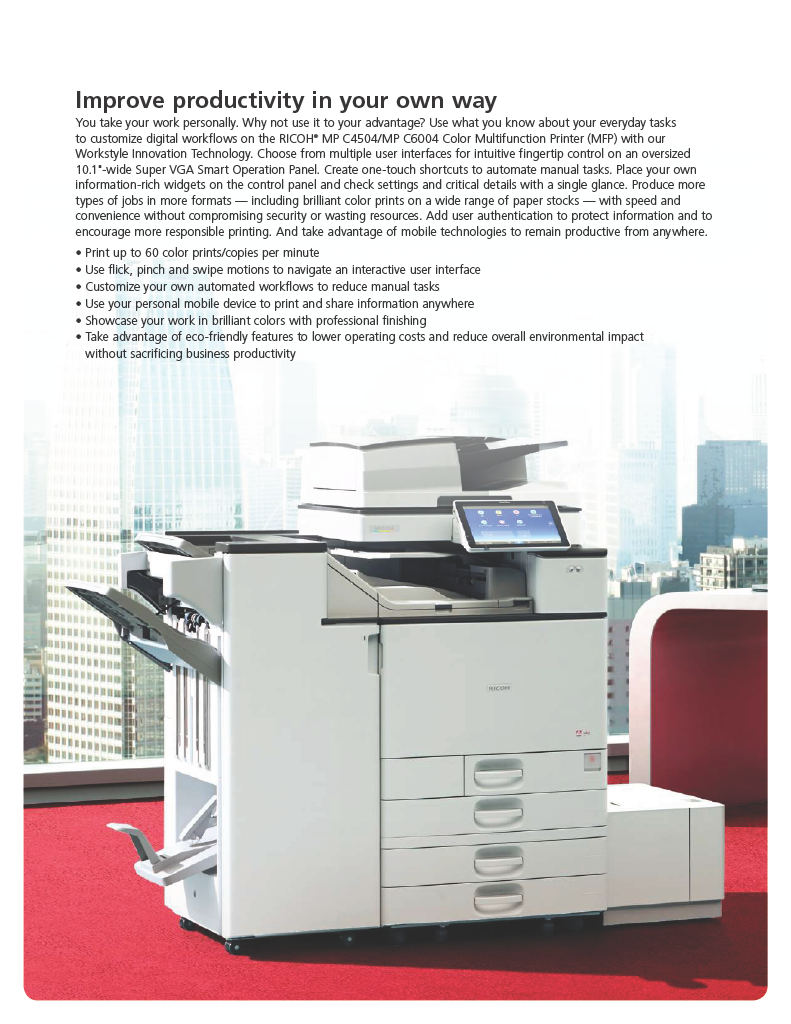 Improve productivity in your own way
You take your work personally. Why not use it to your advantage? Use what you know about your everyday tasks
to customize digital workflows on the RICOH® MP C4504/MP C6004 Color Multifunction Printer (MFP) with our
Workstyle Innovation Technology. Choose from multiple user interfaces for intuitive fingertip control on an oversized
10.1"-wide Super VGA Smart Operation Panel. Create one-touch shortcuts to automate manual tasks. Place your own
information-rich widgets on the control panel and check settings and critical details with a single glance. Produce more
types of jobs in more formats — including brilliant color prints on a wide range of paper stocks — with speed and
convenience without compromising security or wasting resources. Add user authentication to protect information and to
encourage more responsible printing. And take advantage of mobile technologies to remain productive from anywhere.
• Print up to 60 color prints/copies per minute
• Use flick, pinch and swipe motions to navigate an interactive user interface
• Customize your own automated workflows to reduce manual tasks
• Use your personal mobile device to print and share information anywhere
• Showcase your work in brilliant colors with professional finishing
• Take advantage of eco-friendly features to lower operating costs and reduce overall environmental impact
without sacrificing business productivity
RICOH